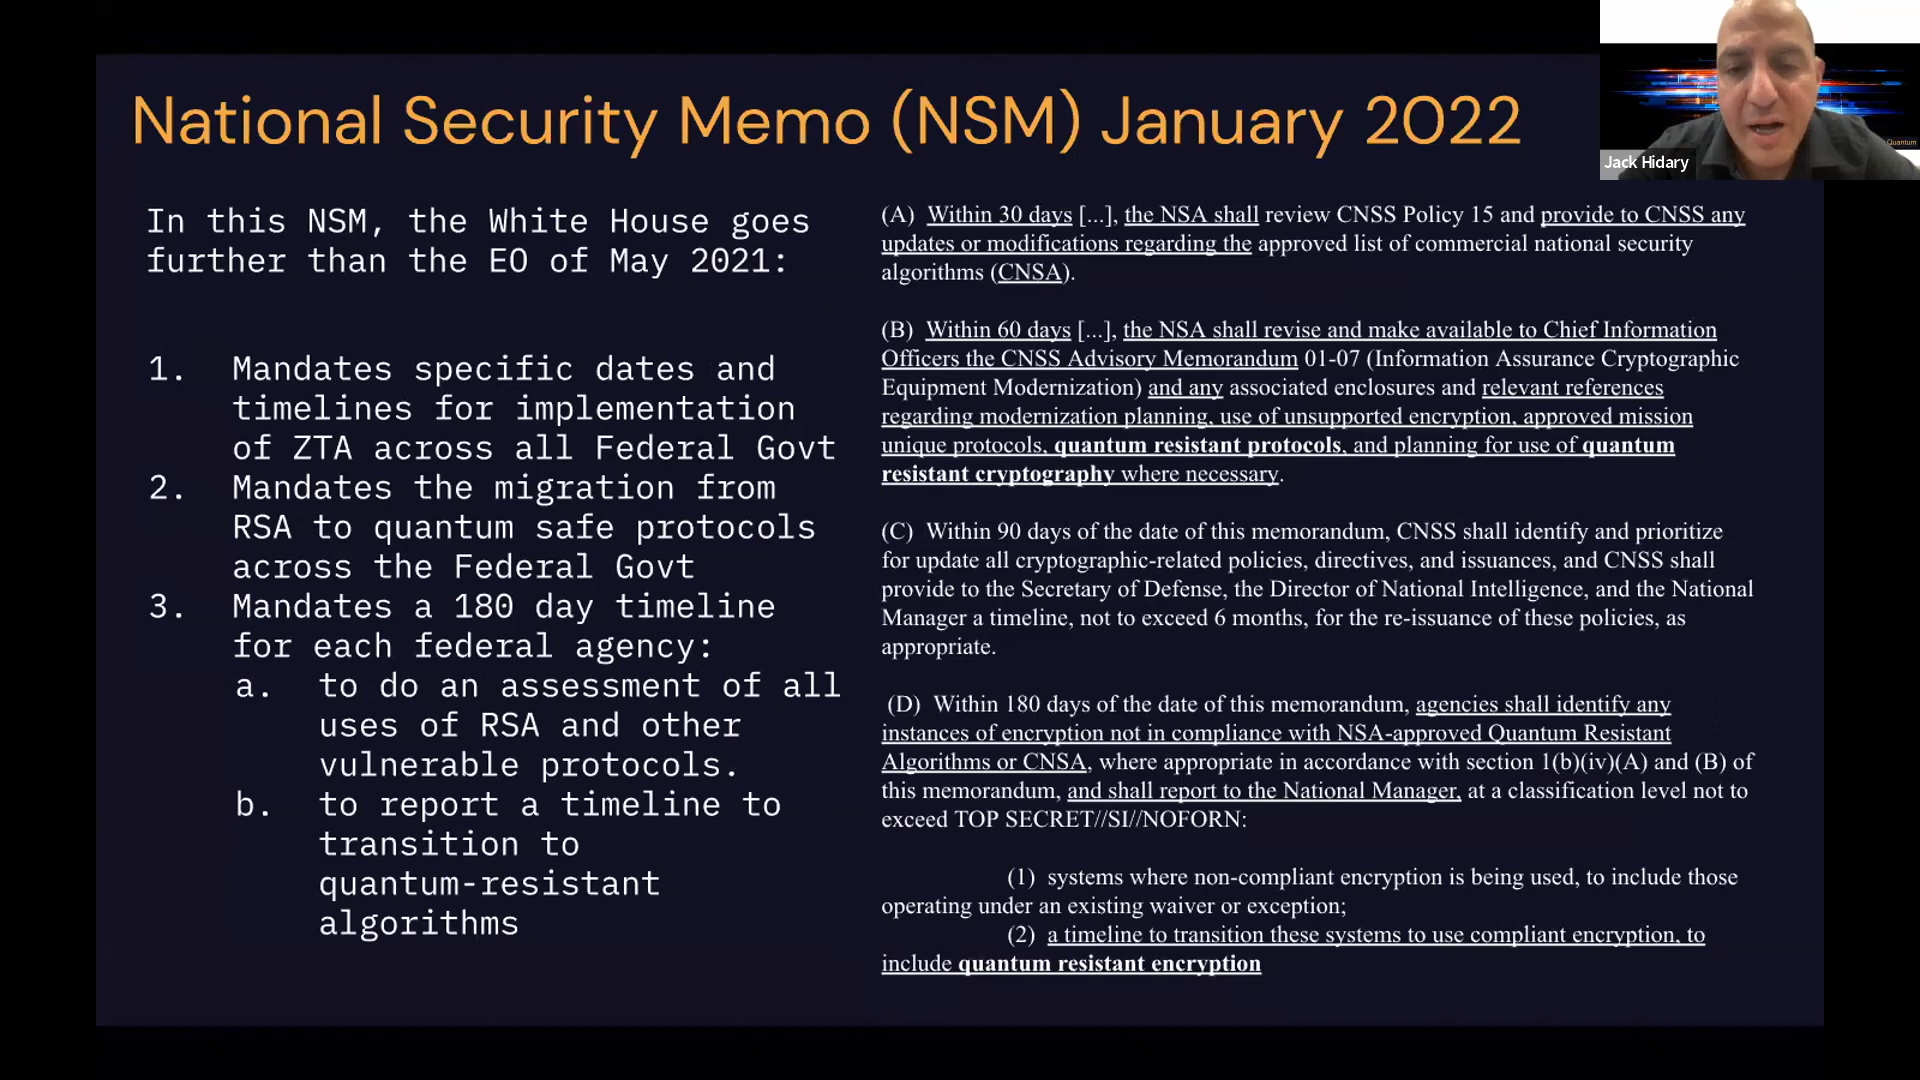 National Security Memo (NSM) January 2022
Quantum
Jack Hidary
In this NSM, the White House goes
further than the EO of May 2021:
1. Mandates specific dates and
timelines for implementation
of ZTA across all Federal Govt
2. Mandates the migration from
RSA to quantum safe protocols
across the Federal Govt
3. Mandates a 180 day timeline
for each federal agency:
a. to do an assessment of all
uses of RSA and other
vulnerable protocols.
b. to report a timeline to
transition to
quantum-resistant
algorithms
(A) Within 30 days [...], the NSA shall review CNSS Policy 15 and provide to CNSS any
updates or modifications regarding the approved list of commercial national security
algorithms (CNSA).
(B) Within 60 days [...], the NSA shall revise and make available to Chief Information
Officers the CNSS Advisory Memorandum 01-07 (Information Assurance Cryptographic
Equipment Modernization) and any associated enclosures and relevant references
regarding modernization planning, use of unsupported encryption, approved mission
unique protocols, quantum resistant protocols, and planning for use of quantum
resistant cryptography where necessary.
(C) Within 90 days of the date of this memorandum, CNSS shall identify and prioritize
for update all cryptographic-related policies, directives, and issuances, and CNSS shall
provide to the Secretary of Defense, the Director of National Intelligence, and the National
Manager a timeline, not to exceed 6 months, for the re-issuance of these policies, as
appropriate.
(D) Within 180 days of the date of this memorandum, agencies shall identify any
instances of encryption not in compliance with NSA-approved Quantum Resistant
Algorithms or CNSA, where appropriate in accordance with section 1(b)(iv)(A) and (B) of
this memorandum, and shall report to the National Manager, at a classification level not to
exceed TOP SECRET//SI//NOFORN:
(1) systems where non-compliant encryption is being used, to include those
operating under an existing waiver or exception;
(2) a timeline to transition these systems to use compliant encryption, to
include quantum resistant encryption